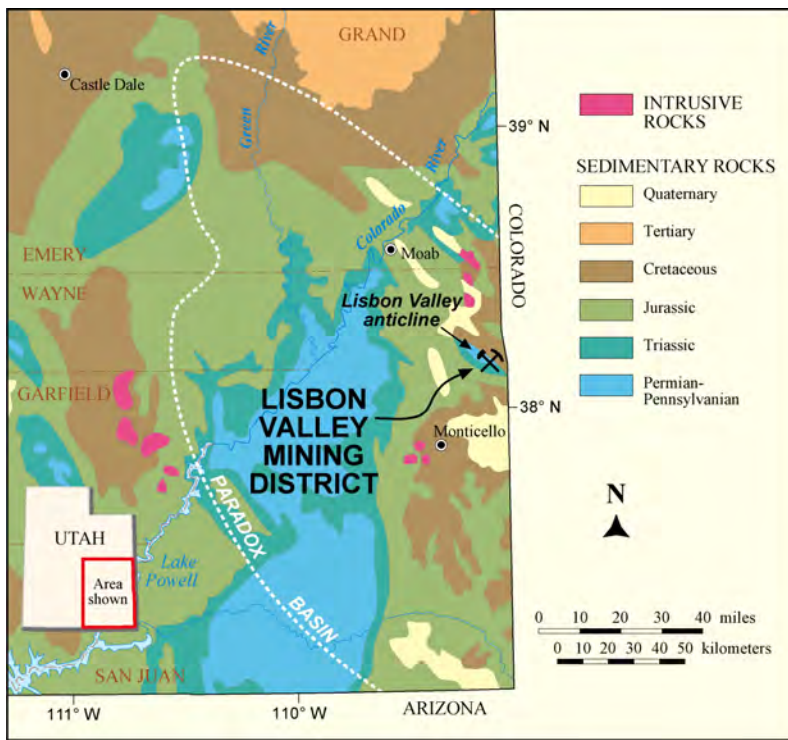 GRAND
Castle Dale
River
Green
River
Colorado
39° N
COLORADO
EMERY
WAYNE
Moab
Lisbon Valley
anticline
GARFIELD
38° N
LISBON
VALLEY
MINING
DISTRICT
Monticello
PARADOX
BASIN
UTAH
Area
shown
Lake
Powell
SAN JUAN
111° W
110° W
ARIZONA
INTRUSIVE
ROCKS
SEDIMENTARY ROCKS
Quaternary
Tertiary
Cretaceous
Jurassic
Triassic
Permian-
Pennsylvanian
N
0 10 20 30 40 miles
0 10 20 30 40 50 kilometers